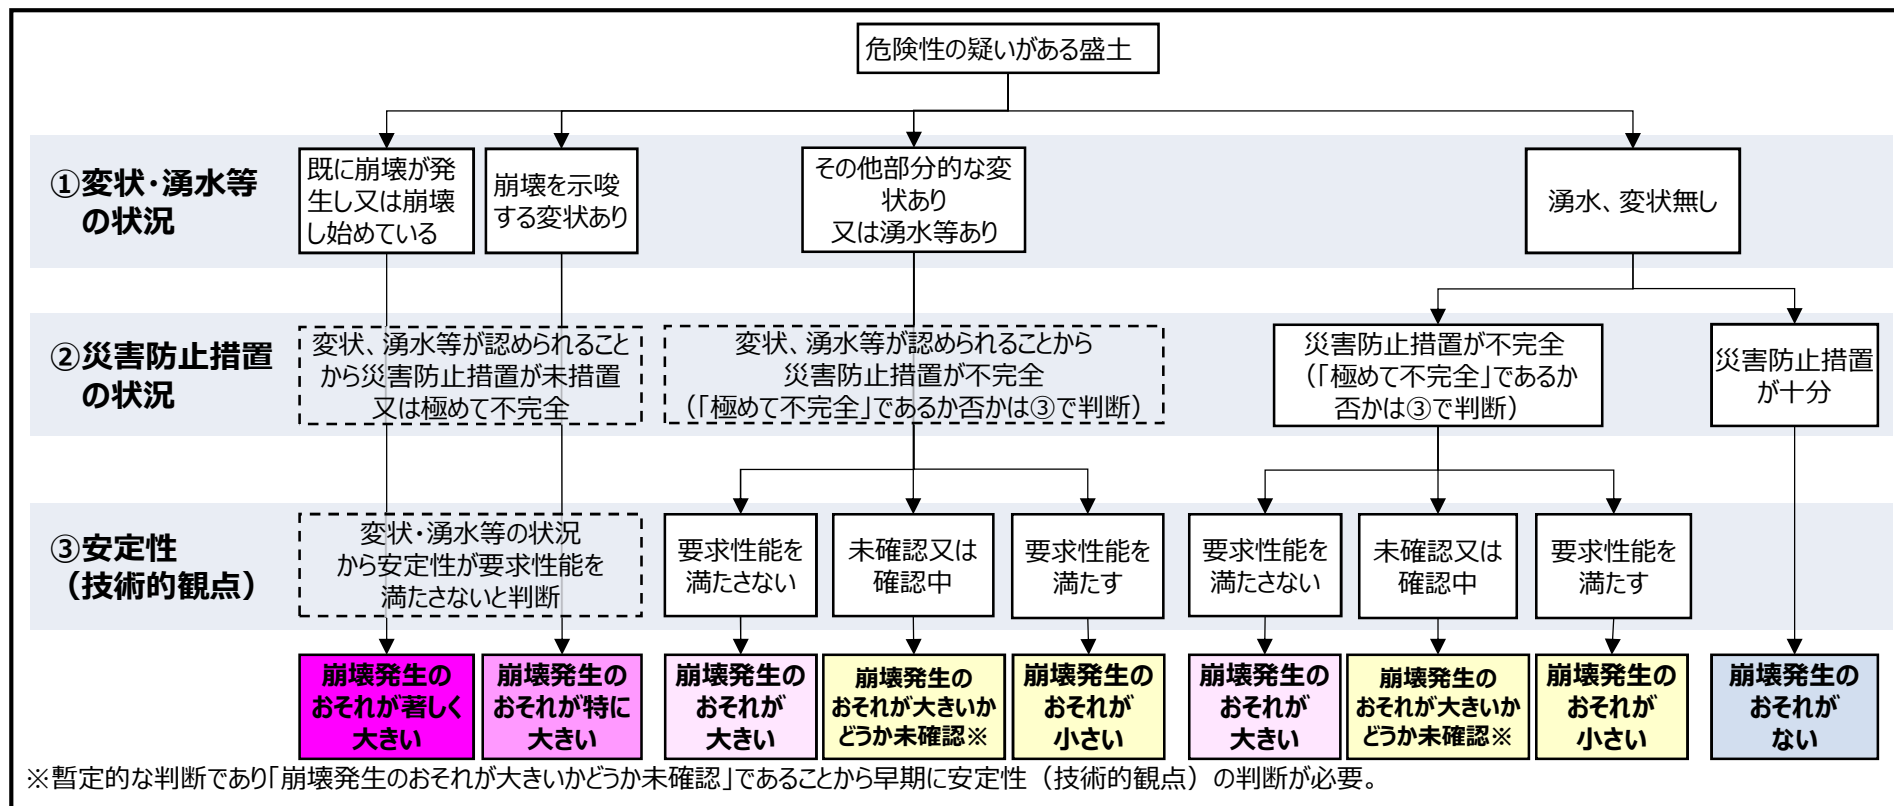 危険性の疑いがある盛土
①変状・湧水等
の状況
既に崩壊が発
生し又は崩壊
し始めている
崩壊を示唆
する変状あり
その他部分的な変
状あり
又は湧水等あり
湧水、変状無し
②災害防止措置
の状況
変状、湧水等が認められること
から災害防止措置が未措置
又は極めて不完全
変状、湧水等が認められることから
災害防止措置が不完全
（「極めて不完全」であるか否かは③で判断）
災害防止措置が不完全
（「極めて不完全」であるか
否かは③で判断）
災害防止措置
が十分
③安定性
（技術的観点）
変状・湧水等の状況
から安定性が要求性能を
満たさないと判断
要求性能を
満たさない
未確認又は
確認中
要求性能を
満たす
要求性能を
満たさない
未確認又は
確認中
要求性能を
満たす
崩壊発生の
おそれが著しく
大きい
崩壊発生の
おそれが特に
大きい
崩壊発生の
おそれが
大きい
崩壊発生の
おそれが大きいか
どうか未確認※
崩壊発生の
おそれが
小さい
崩壊発生の
おそれが
大きい
崩壊発生の
おそれが大きいか
どうか未確認※
崩壊発生の
おそれが
小さい
崩壊発生の
おそれが
ない
※暫定的な判断であり「崩壊発生のおそれが大きいかどうか未確認」であることから早期に安定性（技術的観点）の判断が必要。